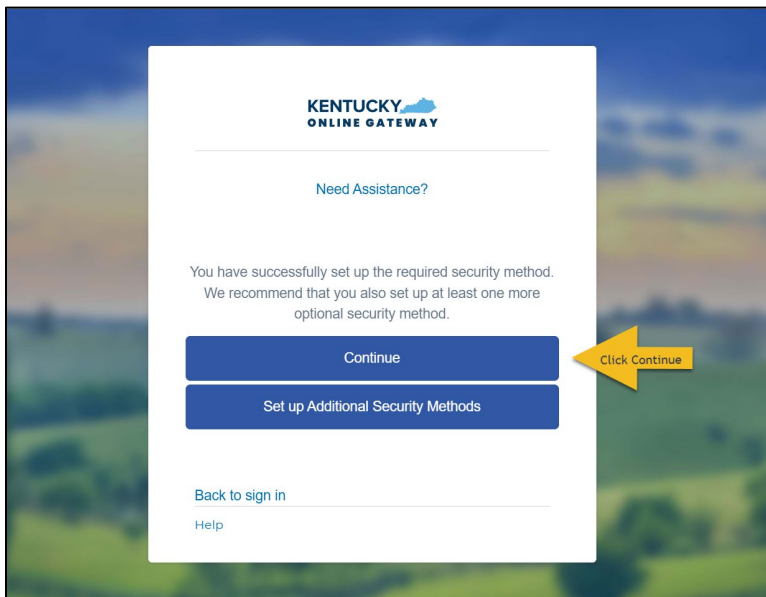 KENTUCKY
ONLINE GATEWAY
Need Assistance?
You have successfully set up the required security method.
We recommend that you also set up at least one more
optional security method.
Continue
Click Continue
Set up Additional Security Methods
Back to sign in
Help